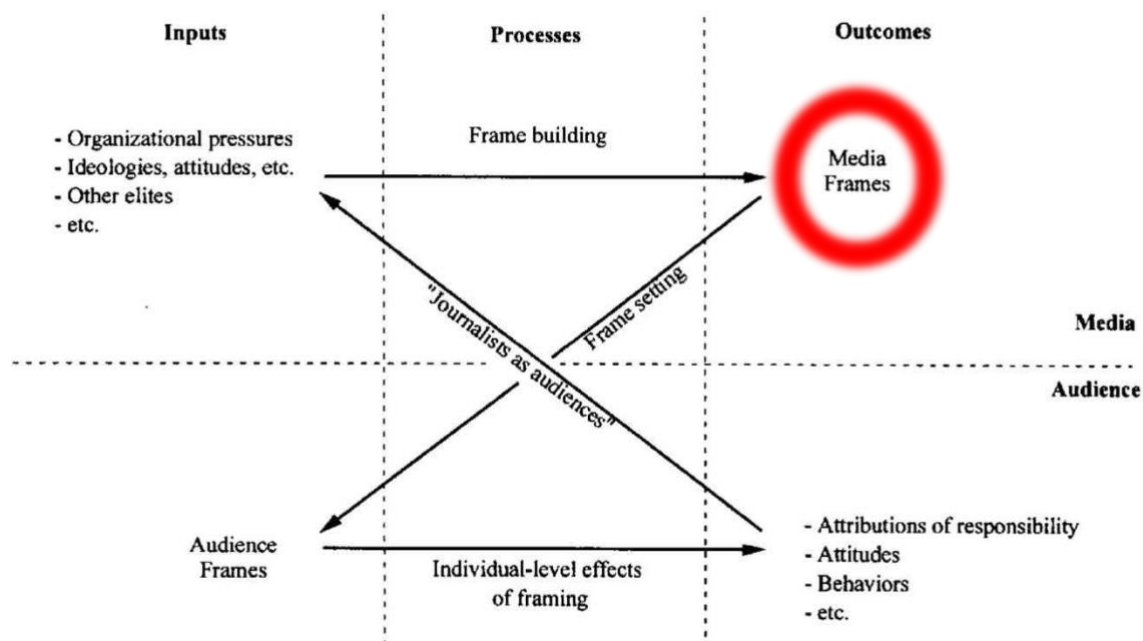 Inputs
Processes
Outcomes
- Organizational pressures
- Ideologies, attitudes, etc.
- Other elites
- etc.
Frame building
Media
Frames
"Journalists as audiences"
Frame setting
Media
Audience
Audience
Frames
Individual-level effects
of framing
- Attributions of responsibility
- Attitudes
- Behaviors
- etc.